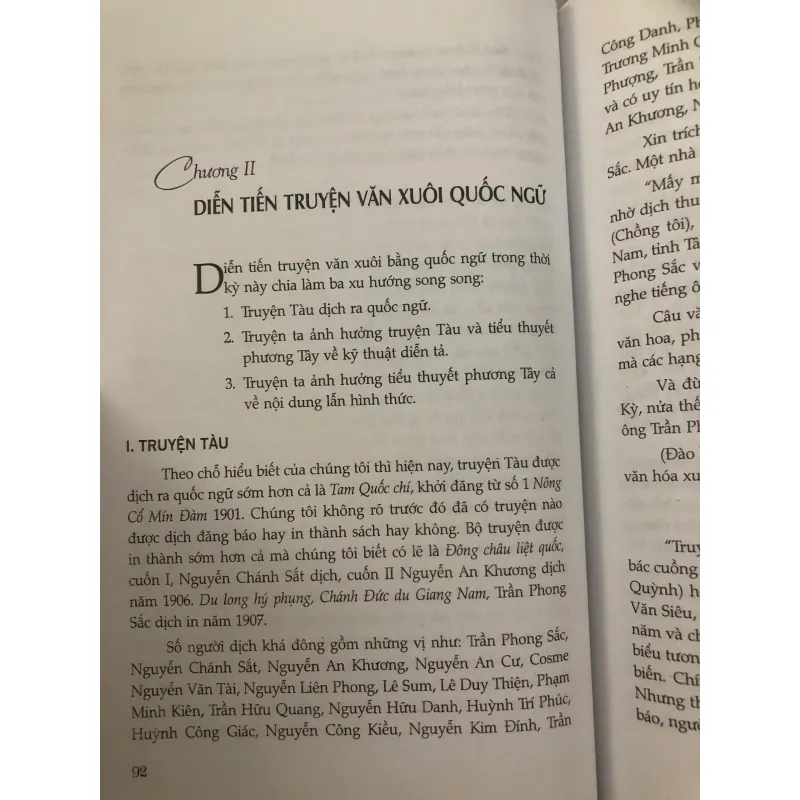 Chương II
DIỄN TIẾN TRUYỆN VĂN XUÔI QUỐC NGỮ
Diễn tiến truyện văn xuôi bằng quốc ngữ trong thời
kỳ này chia làm ba xu hướng song song:
1. Truyện Tàu dịch ra quốc ngữ.
2. Truyện ta ảnh hưởng truyện Tàu và tiểu thuyết
phương Tây về kỹ thuật diễn tả.
3. Truyện ta ảnh hưởng tiểu thuyết phương Tây cả
về nội dung lẫn hình thức.
I. TRUYỆN TÀU
Theo chỗ hiểu biết của chúng tôi thì hiện nay, truyện Tàu được
dịch ra quốc ngữ sớm hơn cả là Tam Quốc chí, khởi đăng từ số 1 Nông
Cổ Mín Đàm 1901. Chúng tôi không rõ trước đó đã có truyện nào
được dịch đăng báo hay in thành sách hay không. Bộ truyện được
in thành sớm hơn cả mà chúng tôi biết có lẽ là Đông châu liệt quốc,
cuốn I, Nguyễn Chánh Sắt dịch, cuốn II Nguyễn An Khương dịch
năm 1906. Du long hý phụng, Chánh Đức du Giang Nam, Trần Phong
Sắc dịch in năm 1907.
Số người dịch khá đông gồm những vị như: Trần Phong Sắc,
Nguyễn Chánh Sắt, Nguyễn An Khương, Nguyễn An Cư, Cosme
Nguyễn Văn Tài, Nguyễn Liên Phong, Lê Sum, Lê Duy Thiện, Phạm
Minh Kiên, Trần Hữu Quang, Nguyễn Hữu Danh, Huỳnh Trí Phúc,
Huỳnh Công Giác, Nguyễn Công Kiều, Nguyễn Kim Đính, Trần
92
Công Danh, Ph
Trương Minh
Phượng, Trần
và có uy tín h
An Khương, N
Xin trích
Sắc. Một nhà
"Mấy m
nhờ dịch thu
(Chồng tôi),
Nam, tỉnh Tâ
Phong Sắc v
nghe tiếng ô
Câu vă
văn hoa, ph
mà các hạng
Và đừ
Kỳ, nửa thế
ông Trần Ph
(Đào
văn hóa xu
"Truy
bác cuồng
Quỳnh) h
Văn Siêu,
năm và ch
biểu tươn
biến. Chí
Nhưng th
báo, ngườ